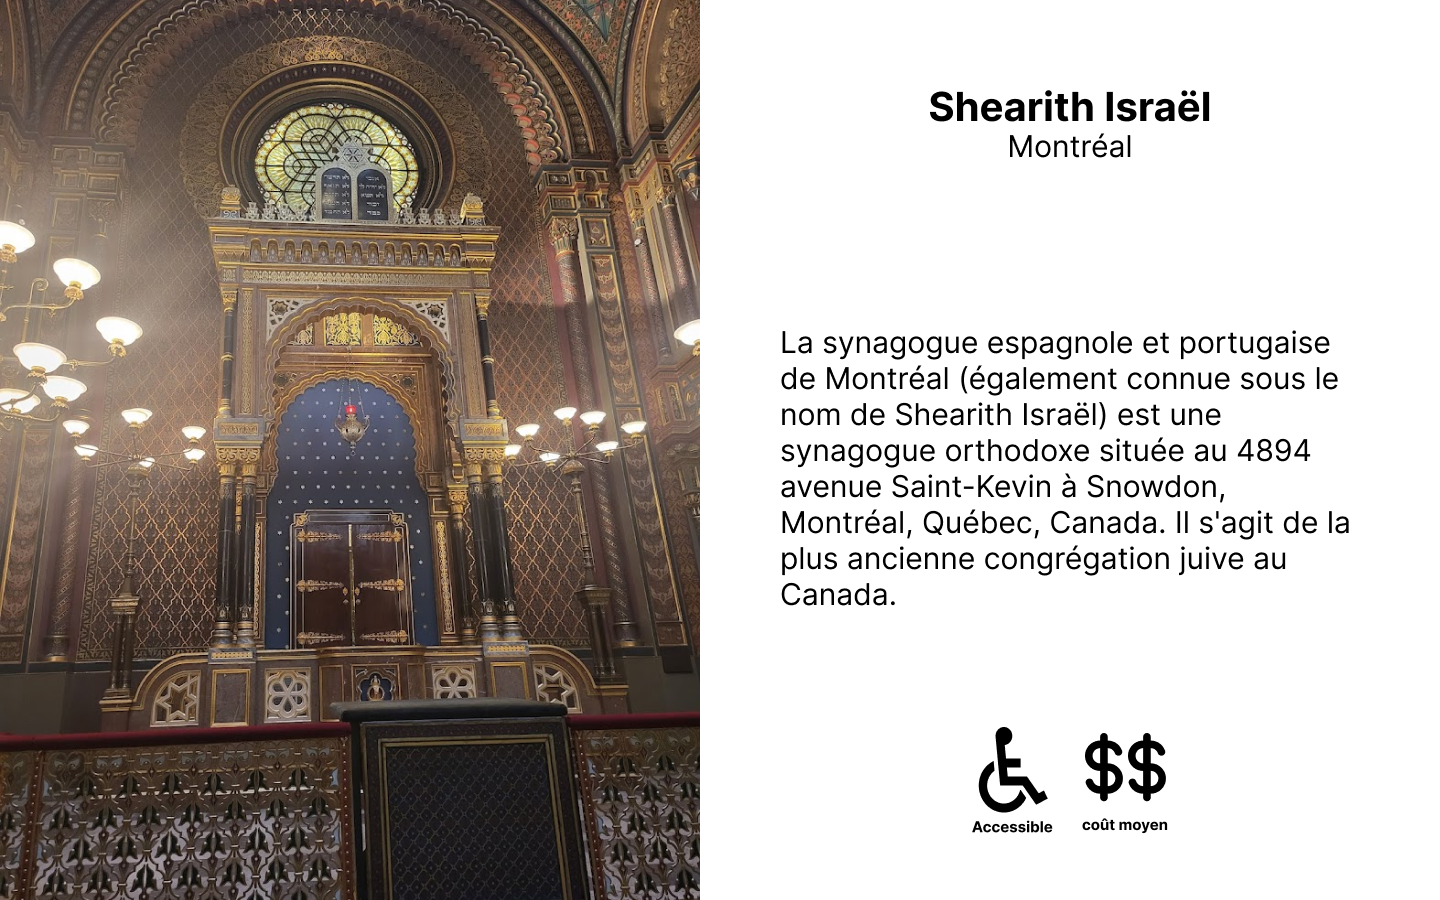 Shearith Israël
Montréal
La synagogue espagnole et portugaise
de Montréal (également connue sous le
nom de Shearith Israël) est une
synagogue orthodoxe située au 4894
avenue Saint-Kevin à Snowdon,
Montréal, Québec, Canada. Il s'agit de la
plus ancienne congrégation juive au
Canada.
$$
Accessible
coût moyen